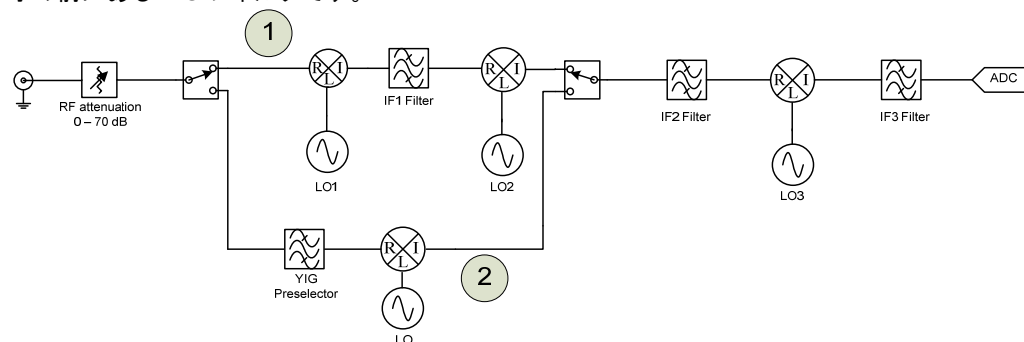 1
R I
L
R I
L
ADC
RF attenuation
0 – 70 dB
IF1 Filter
IF2 Filter
R I
L
IF3 Filter
LO1
LO2
LO3
R I
L
2
YIG
Preselector
LO